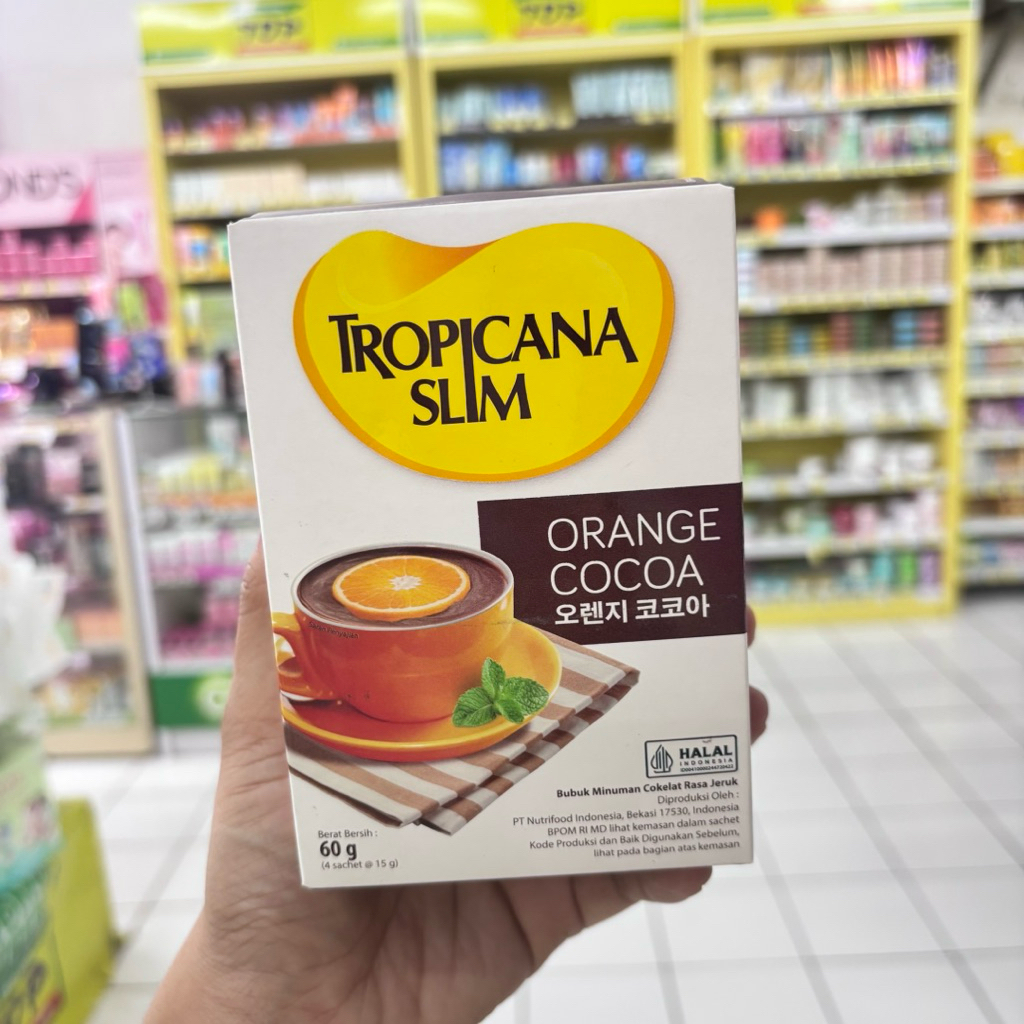 TROPICANA
SLIM
ORANGE
COCOA
오렌지 코코아
HALAL
INDONESIA
Bubuk Minuman Cokelat Rasa Jeruk
Diproduksi Oleh :
PT Nutrifood Indonesia, Bekasi 17530, Indonesia
BPOM RI MD lihat kemasan dalam sachet
Kode Produksi dan Baik Digunakan Sebelum,
lihat pada bagian atas kemasan
Berat Bersih :
60 g
(4 sachet @ 15 g)